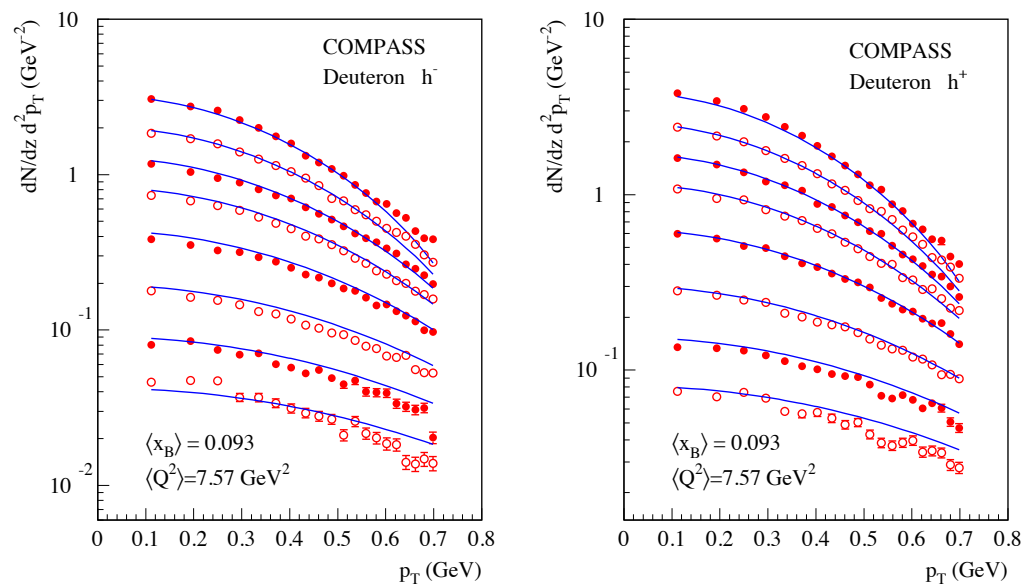 dN/dz d²p_T (GeV⁻²)
10
1
10⁻¹
10⁻²
COMPASS
Deuteron h⁻
⟨x_B⟩ = 0.093
⟨Q²⟩=7.57 GeV²
0 0.1 0.2 0.3 0.4 0.5 0.6 0.7 0.8
p_T (GeV)
dN/dz d²p_T (GeV⁻²)
10
1
10⁻¹
COMPASS
Deuteron h⁺
⟨x_B⟩ = 0.093
⟨Q²⟩=7.57 GeV²
0 0.1 0.2 0.3 0.4 0.5 0.6 0.7 0.8
p_T (GeV)